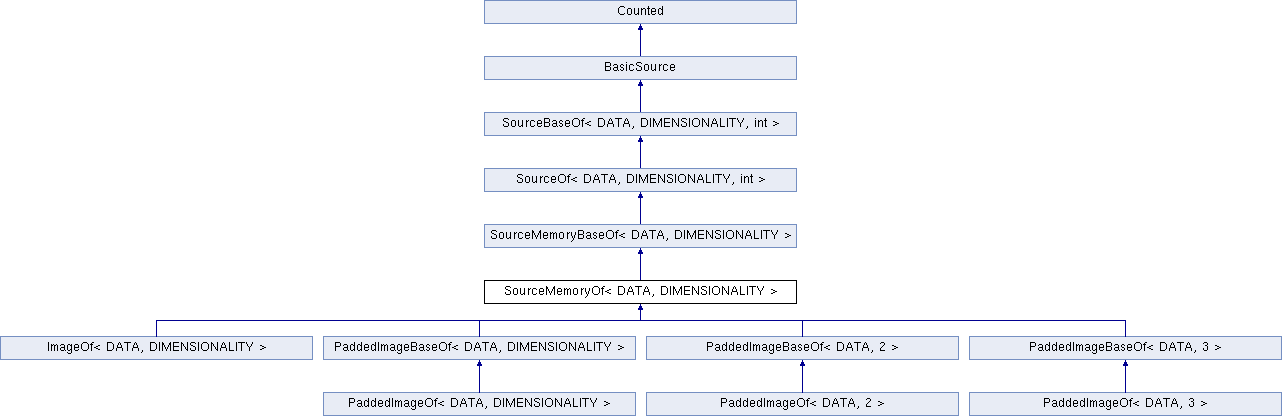 Counted
BasicSource
SourceBaseOf< DATA, DIMENSIONALITY, int >
SourceOf< DATA, DIMENSIONALITY, int >
SourceMemoryBaseOf< DATA, DIMENSIONALITY >
SourceMemoryOf< DATA, DIMENSIONALITY >
ImageOf< DATA, DIMENSIONALITY >
PaddedImageBaseOf< DATA, DIMENSIONALITY >
PaddedImageBaseOf< DATA, 2 >
PaddedImageBaseOf< DATA, 3 >
PaddedImageOf< DATA, DIMENSIONALITY >
PaddedImageOf< DATA, 2 >
PaddedImageOf< DATA, 3 >